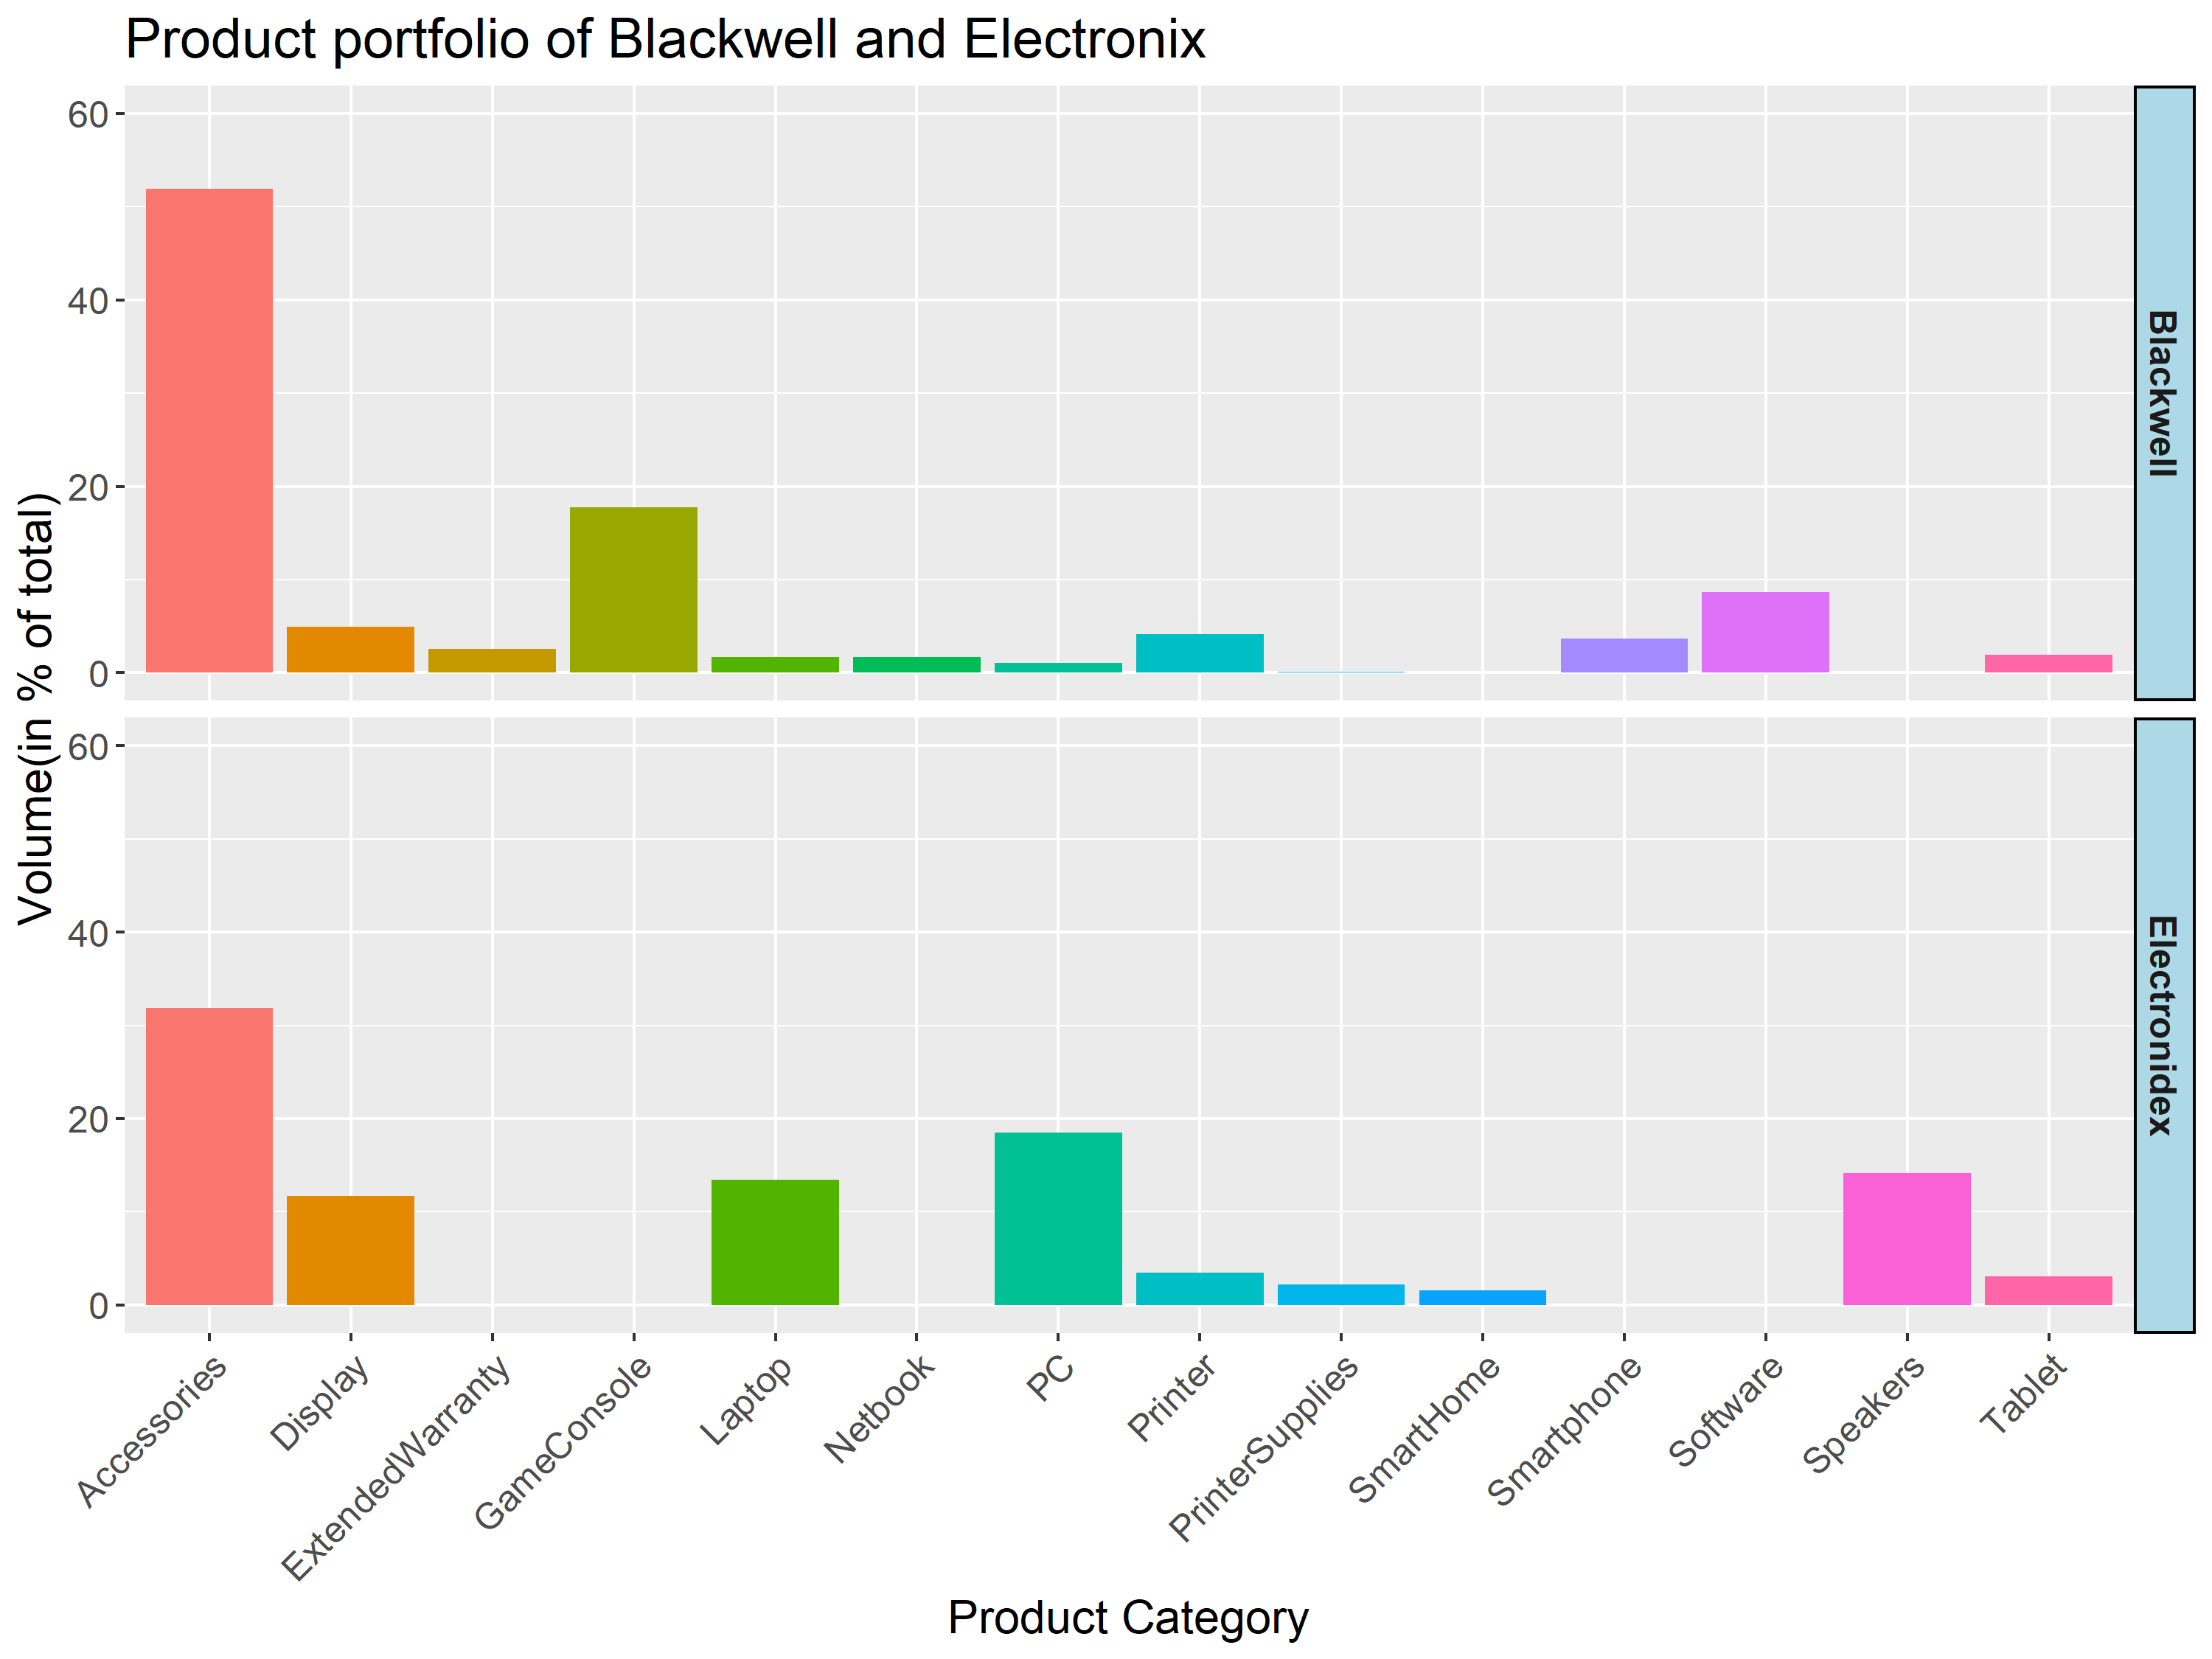 Product portfolio of Blackwell and Electronix
Volume(in % of total)
60
40
20
0
Blackwell
60
40
20
0
Electronidex
Accessories
Display
ExtendedWarranty
GameConsole
Laptop
Netbook
PC
Printer
PrinterSupplies
SmartHome
Smartphone
Software
Speakers
Tablet
Product Category